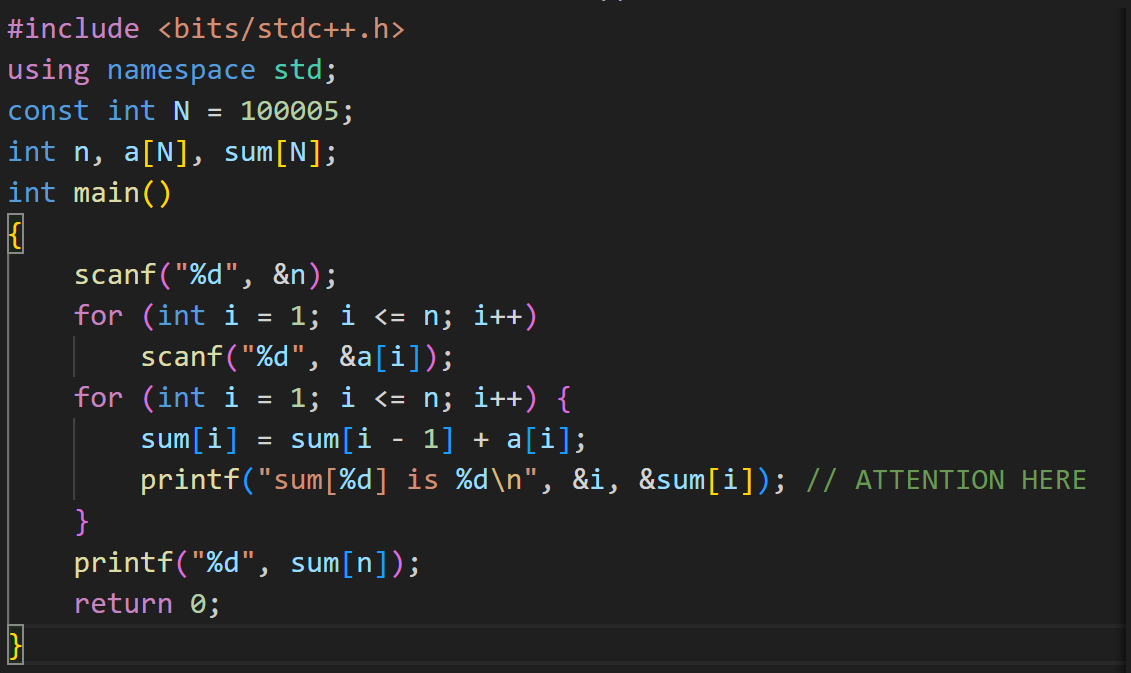 #include <bits/stdc++.h>
using namespace std;
const int N = 100005;
int n, a[N], sum[N];
int main()
{
    scanf("%d", &n);
    for (int i = 1; i <= n; i++)
        scanf("%d", &a[i]);
    for (int i = 1; i <= n; i++) {
        sum[i] = sum[i - 1] + a[i];
        printf("sum[%d] is %d\n", &i, &sum[i]); // ATTENTION HERE
    }
    printf("%d", sum[n]);
    return 0;
}